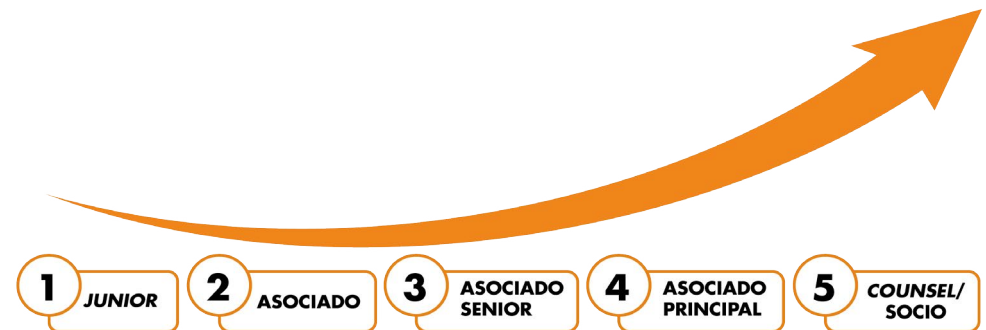 1 JUNIOR
2 ASOCIADO
3 ASOCIADO
SENIOR
4 ASOCIADO
PRINCIPAL
5 COUNSEL/
SOCIO